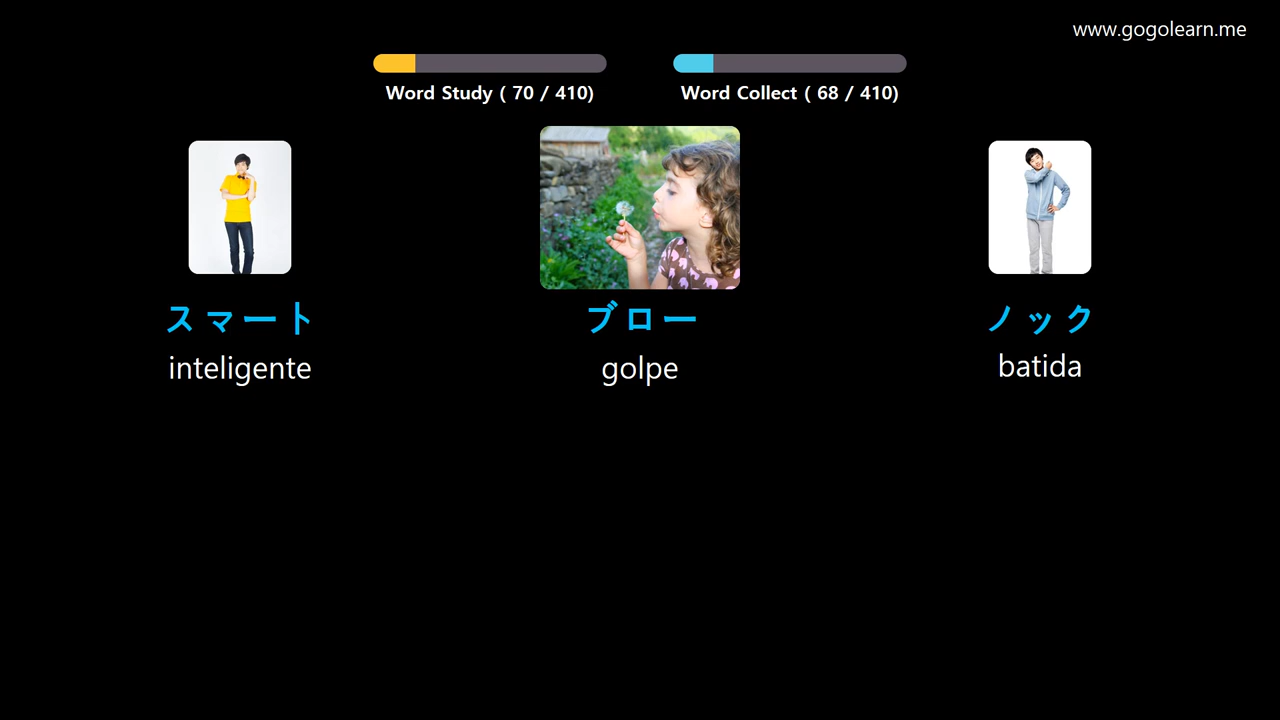 www.gogolearn.me
Word Study ( 70 / 410)
Word Collect ( 68 / 410)
スマート
ブロー
ノック
inteligente
golpe
batida